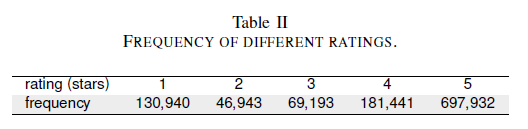 Table II
FREQUENCY OF DIFFERENT RATINGS.
rating (stars) 1 2 3 4 5
frequency 130,940 46,943 69,193 181,441 697,932